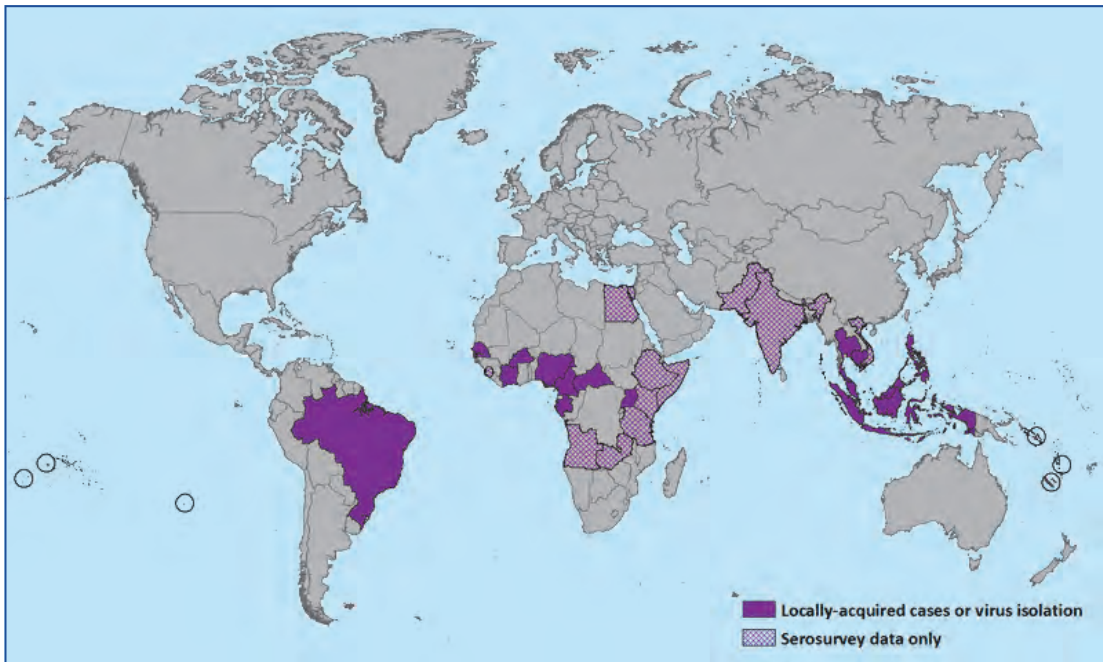 Locally-acquired cases or virus isolation
Serosurvey data only